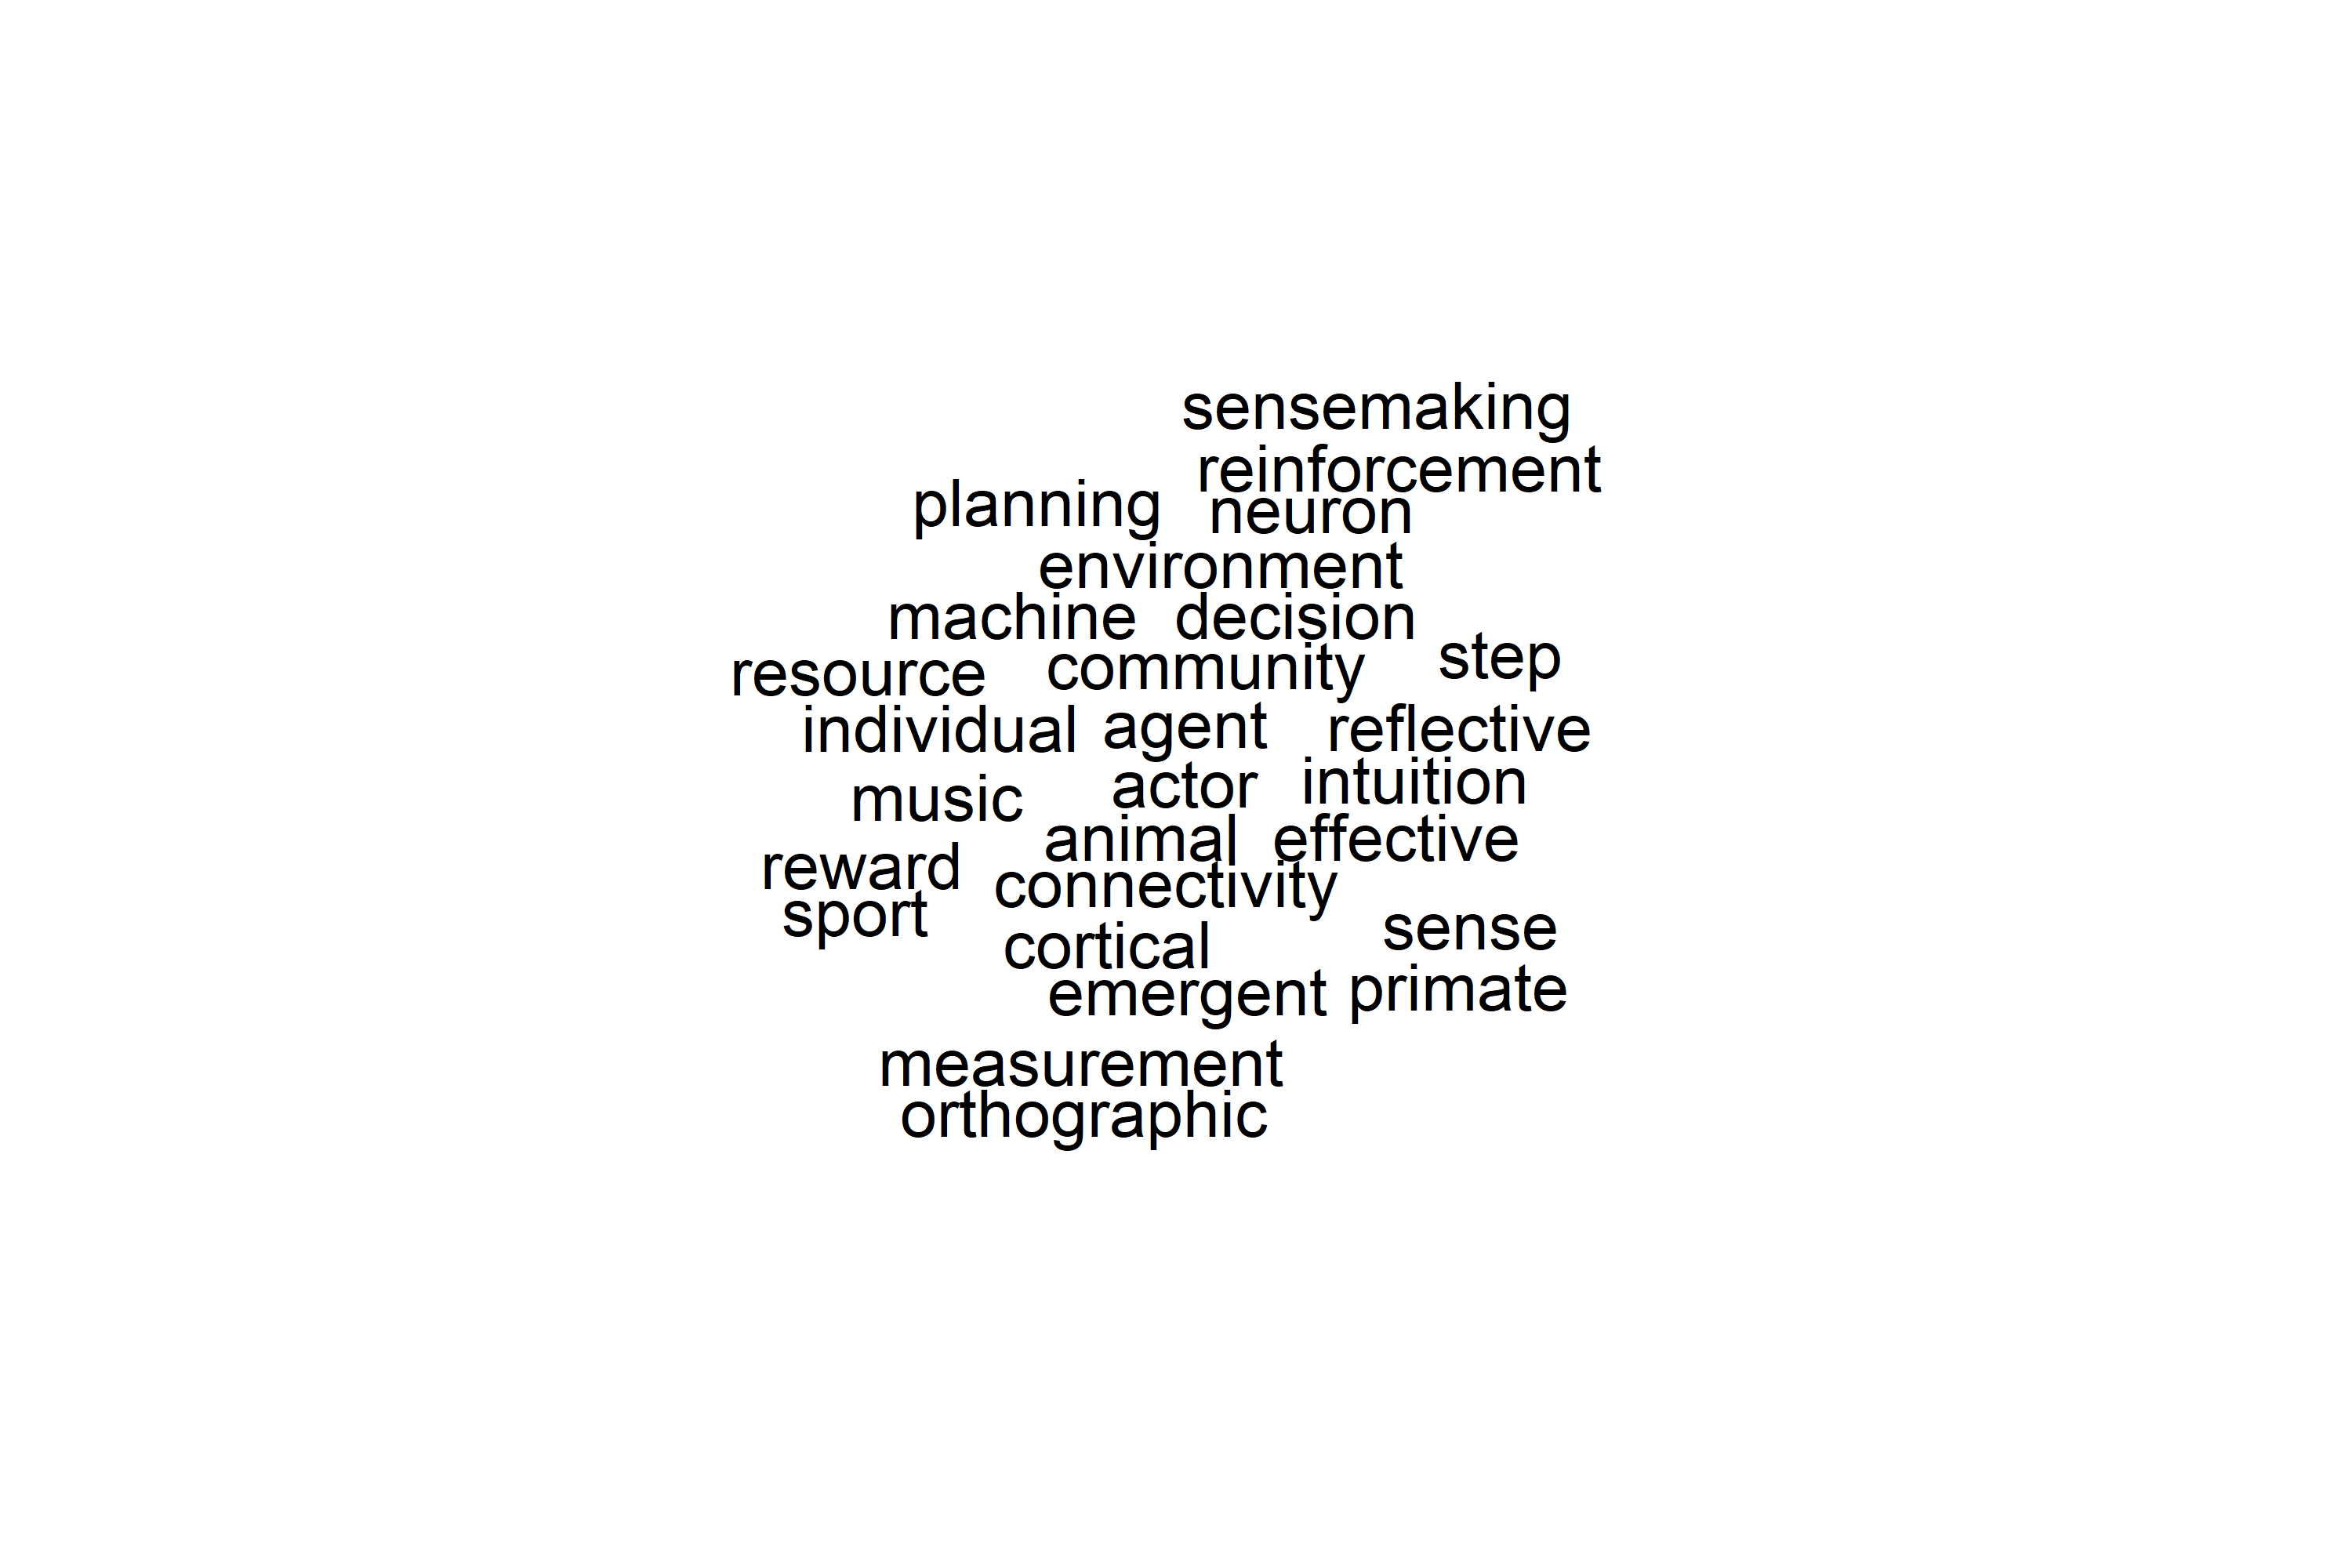 sensemaking
reinforcement
planning neuron
environment
machine decision
resource community step
individual agent reflective
music actor intuition
animal effective
reward connectivity
sport cortical sense
emergent primate
measurement
orthographic